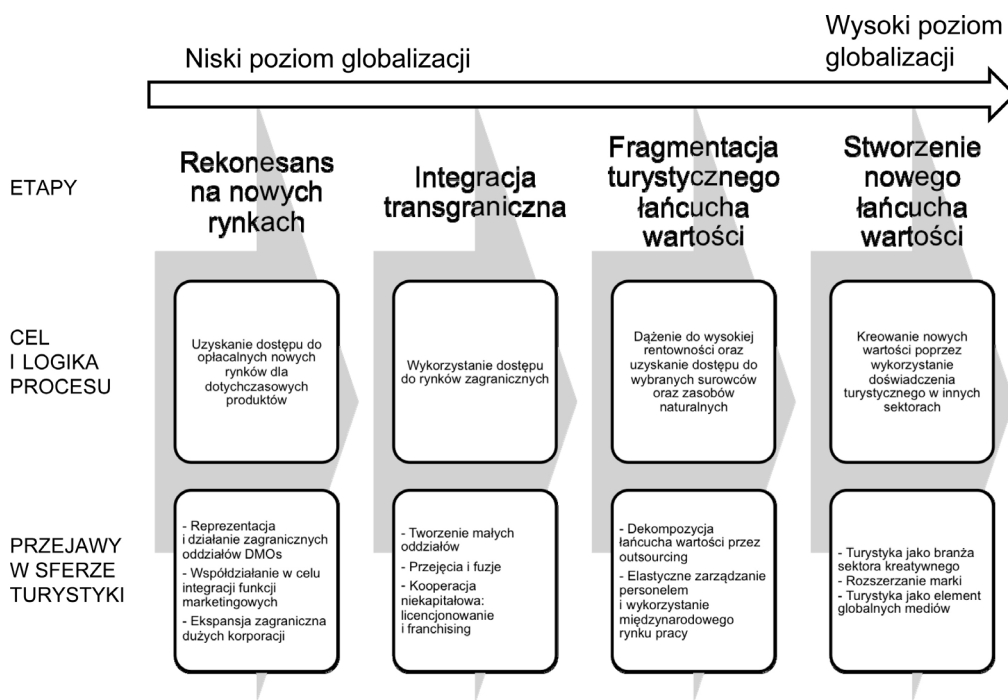 Niski poziom globalizacji
Wysoki poziom
globalizacji
ETAPY
Rekonesans
na nowych
rynkach
Integracja
transgraniczna
Fragmentacja
turystycznego
łańcucha
wartości
Stworzenie
nowego
łańcucha
wartości
CEL
I LOGIKA
PROCESU
Uzyskanie dostępu do
opłacalnych nowych
rynków dla
dotychczasowych
produktów
Wykorzystanie dostępu
do rynków zagranicznych
Dążenie do wysokiej
rentowności oraz
uzyskanie dostępu do
wybranych surowców
oraz zasobów
naturalnych
Kreowanie nowych
wartości poprzez
wykorzystanie
doświadczenia
turystycznego w innych
sektorach
PRZEJAWY
W SFERZE
TURYSTYKI
- Reprezentacja
i działanie zagranicznych
oddziałów DMOs
- Współdziałanie w celu
integracji funkcji
marketingowych
- Ekspansja zagraniczna
dużych korporacji
- Tworzenie małych
oddziałów
- Przejęcia i fuzje
- Kooperacja
niekapitałowa:
licencjonowanie
i franchising
- Dekompozycja
łańcucha wartości przez
outsourcing
- Elastyczne zarządzanie
personelem
i wykorzystanie
międzynarodowego
rynku pracy
- Turystyka jako branża
sektora kreatywnego
- Rozszerzanie marki
- Turystyka jako element
globalnych mediów